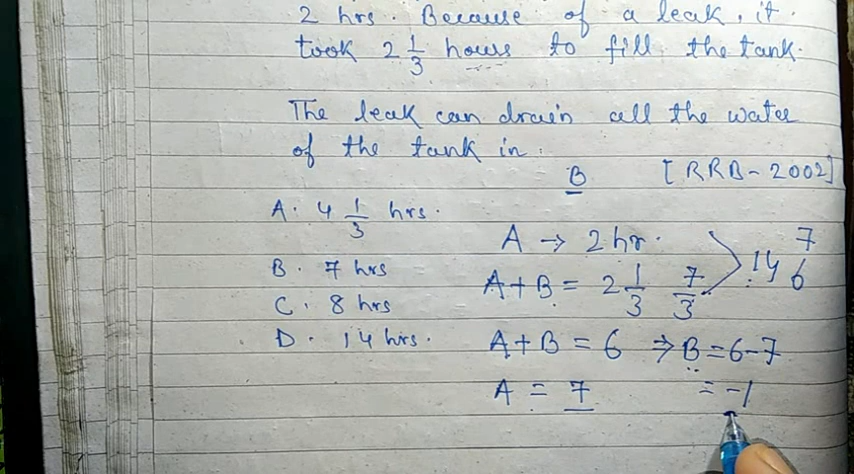 2 hrs. Because of a leak, it
took 2 1/3 hours to fill the tank.
The leak can drain all the water
of the tank in.
B [RRB-2002]
A. 4 1/3 hrs.
B. 7 hrs
C. 8 hrs
D. 14 hrs.
A → 2 hr. 7
A+B = 2 1/3 7/3 14 6
A+B = 6 ⇒ B = 6-7
A = 7 = -1